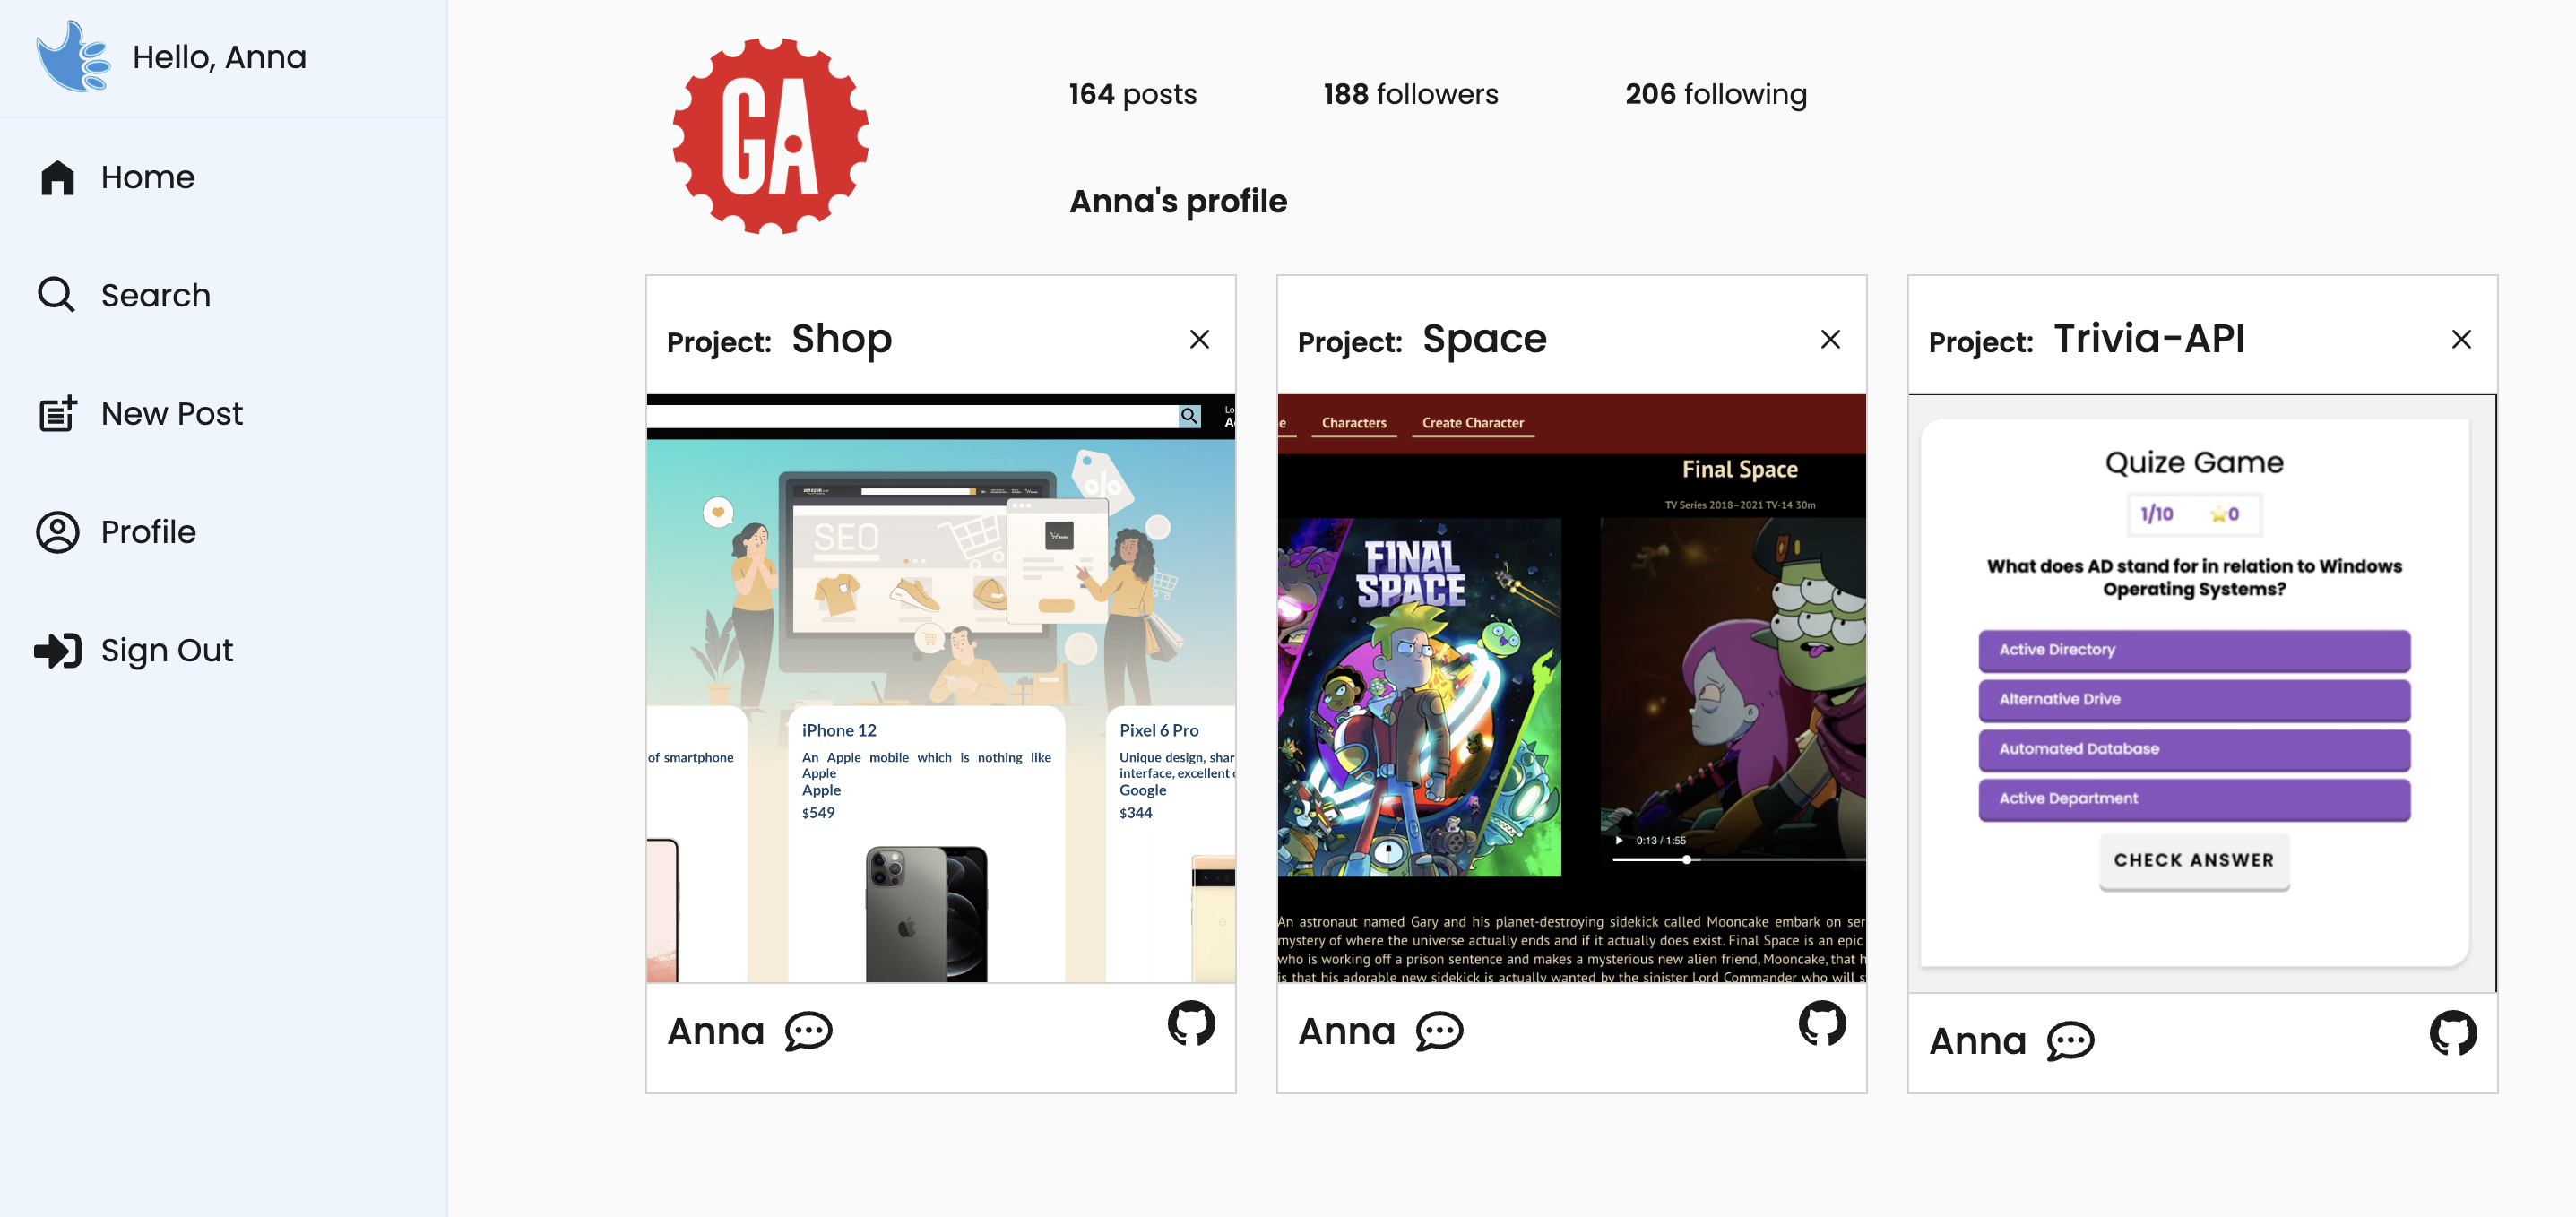 Hello, Anna
Home
Search
New Post
Profile
Sign Out
GA
164 posts
188 followers
206 following
Anna's profile
Project: Shop
SEO
%
of smartphone
iPhone 12
An Apple mobile which is nothing like
Apple
Apple
$549
Pixel 6 Pro
Unique design, shar
interface, excellent
Google
$344
Anna
Project: Space
e
Characters
Create Character
Final Space
TV Series 2018–2021 TV-14 30m
FINAL
SPACE
0:13 / 1:55
An astronaut named Gary and his planet-destroying sidekick called Mooncake embark on ser
mystery of where the universe actually ends and if it actually does exist. Final Space is an epic
who is working off a prison sentence and makes a mysterious new alien friend, Mooncake, that h
is that his adorable new sidekick is actually wanted by the sinister Lord Commander who will s
Anna
Project: Trivia-API
Quize Game
1/10
0
What does AD stand for in relation to Windows
Operating Systems?
Active Directory
Alternative Drive
Automated Database
Active Department
CHECK ANSWER
Anna